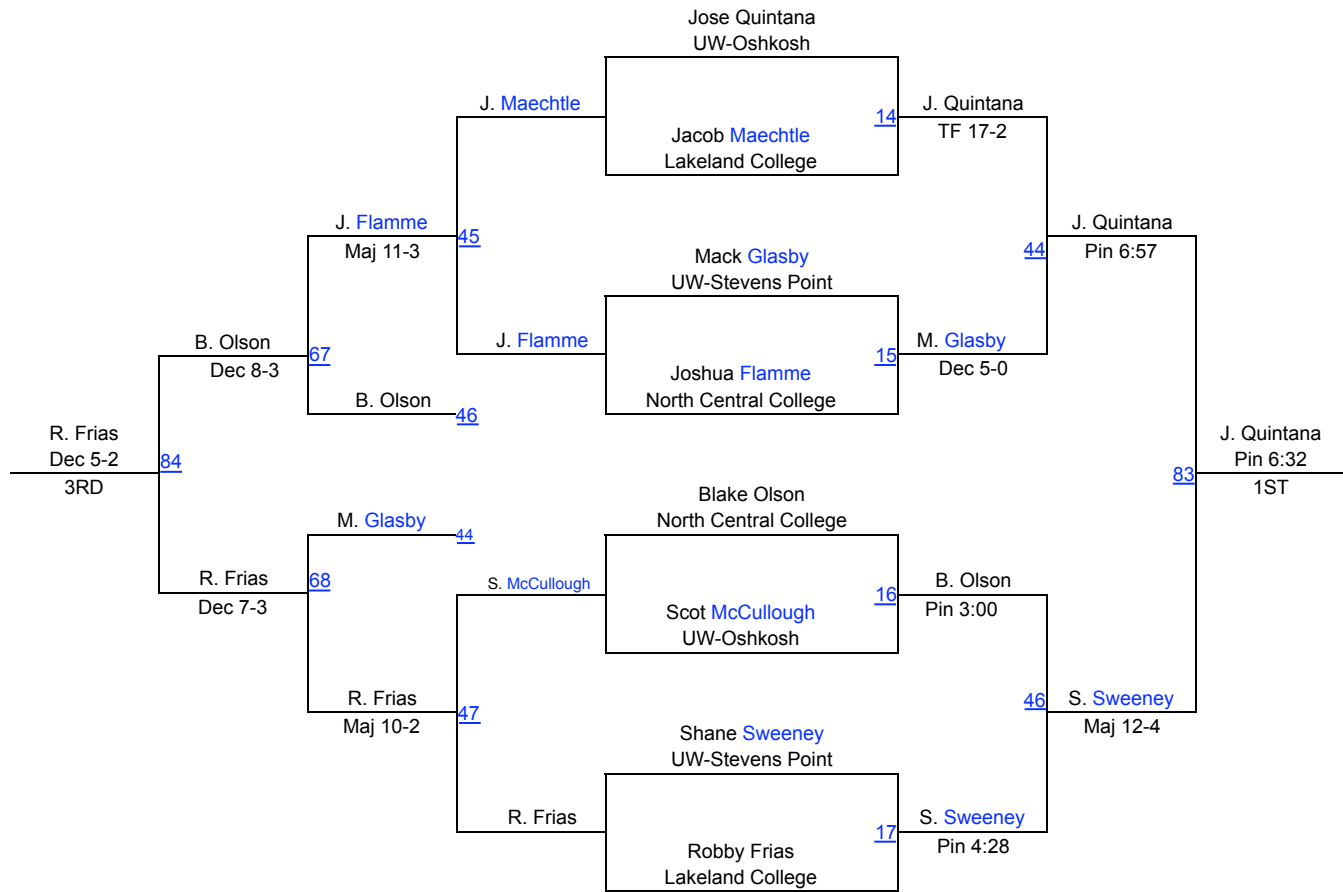 Jose Quintana
UW-Oshkosh
J. Maechtle
14
J. Quintana
TF 17-2
Jacob Maechtle
Lakeland College
J. Flamme
Maj 11-3
45
J. Quintana
Pin 6:57
44
Mack Glasby
UW-Stevens Point
B. Olson
Dec 8-3
67
J. Flamme
15
M. Glasby
Dec 5-0
Joshua Flamme
North Central College
B. Olson
46
R. Frias
Dec 5-2
3RD
84
J. Quintana
Pin 6:32
1ST
83
Blake Olson
North Central College
M. Glasby
44
R. Frias
Dec 7-3
68
S. McCullough
16
B. Olson
Pin 3:00
Scot McCullough
UW-Oshkosh
R. Frias
Maj 10-2
47
46
S. Sweeney
Maj 12-4
Shane Sweeney
UW-Stevens Point
R. Frias
17
S. Sweeney
Pin 4:28
Robby Frias
Lakeland College